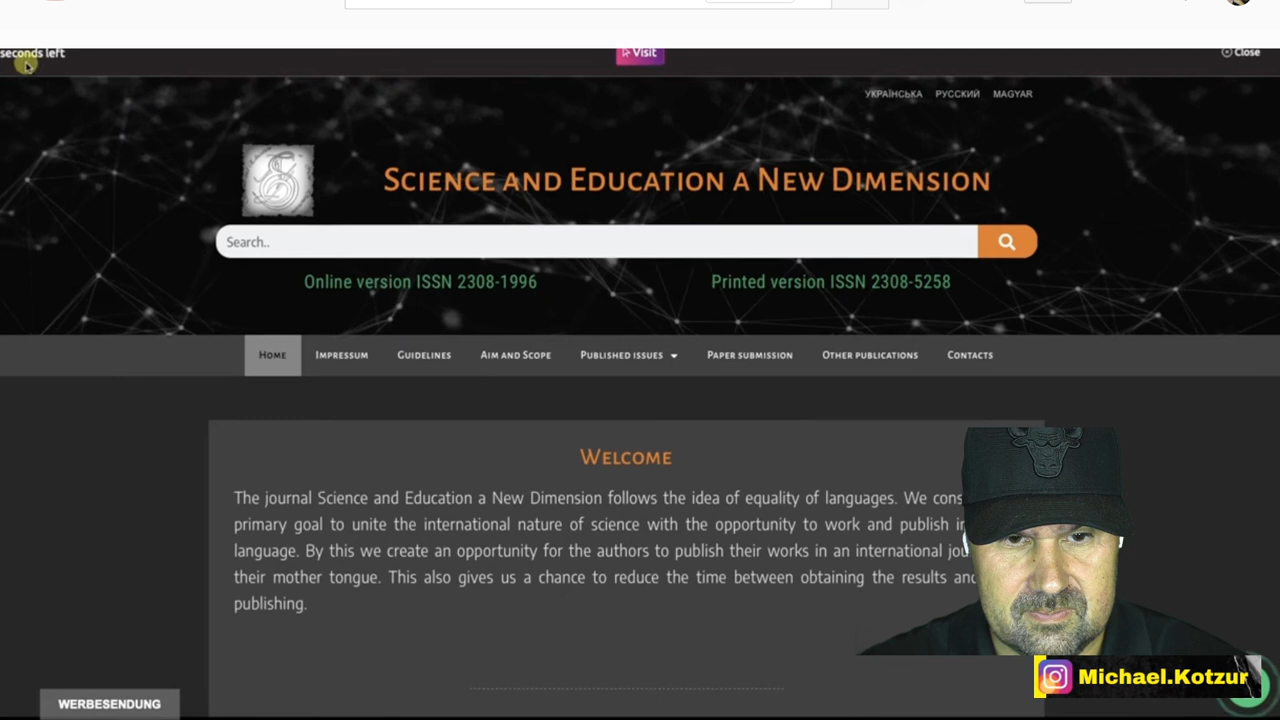 seconds left
Visit
Close
УКРАЇНСЬКА РУССКИЙ MAGYAR
SCIENCE AND EDUCATION A NEW DIMENSION
Search..
Online version ISSN 2308-1996
Printed version ISSN 2308-5258
HOME IMPRESSUM GUIDELINES AIM AND SCOPE PUBLISHED ISSUES PAPER SUBMISSION OTHER PUBLICATIONS CONTACTS
WELCOME
The journal Science and Education a New Dimension follows the idea of equality of languages. We cons
primary goal to unite the international nature of science with the opportunity to work and publish in
language. By this we create an opportunity for the authors to publish their works in an international jou
their mother tongue. This also gives us a chance to reduce the time between obtaining the results and
publishing.
WERBESENDUNG
Michael.Kotzur